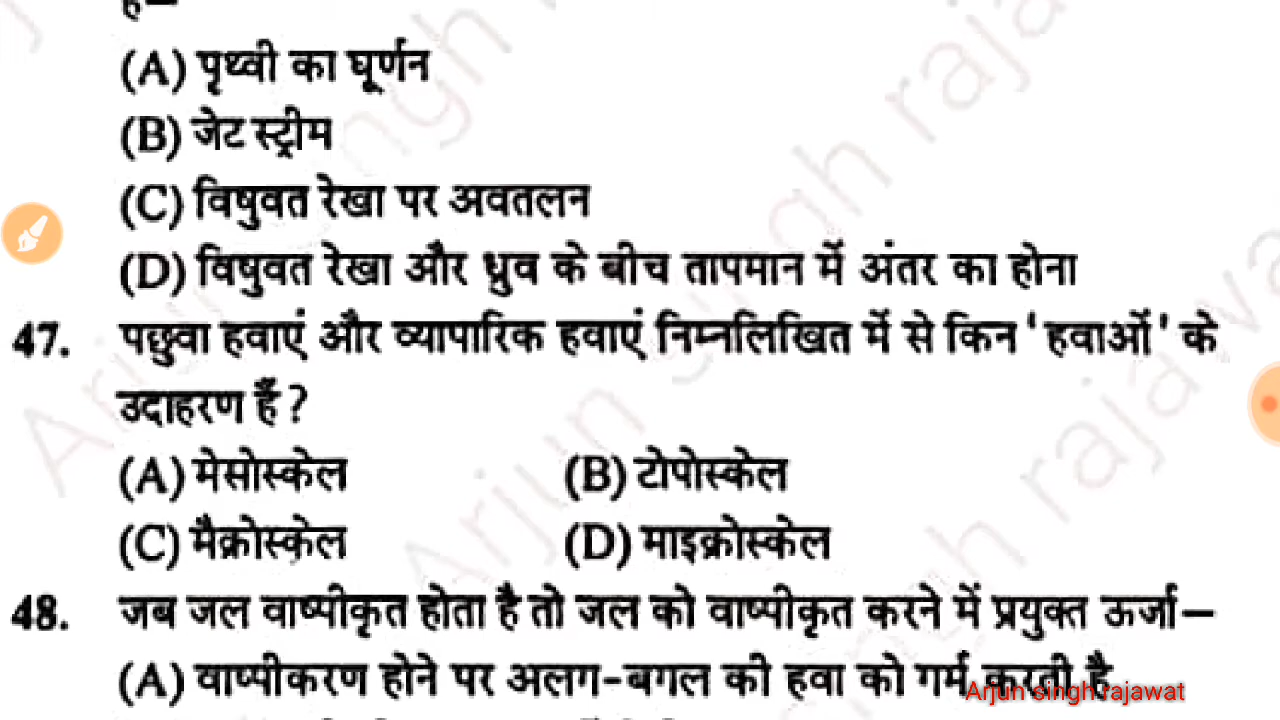 है—
(A) पृथ्वी का घूर्णन
(B) जेट स्ट्रीम
(C) विषुवत रेखा पर अवतलन
(D) विषुवत रेखा और ध्रुव के बीच तापमान में अंतर का होना
47. पछुवा हवाएं और व्यापारिक हवाएं निम्नलिखित में से किन 'हवाओं' के
उदाहरण हैं?
(A) मेसोस्केल (B) टोपोस्केल
(C) मैक्रोस्केल (D) माइक्रोस्केल
48. जब जल वाष्पीकृत होता है तो जल को वाष्पीकृत करने में प्रयुक्त ऊर्जा—
(A) वाष्पीकरण होने पर अलग-बगल की हवा को गर्म करती है
Arjun singh rajawat